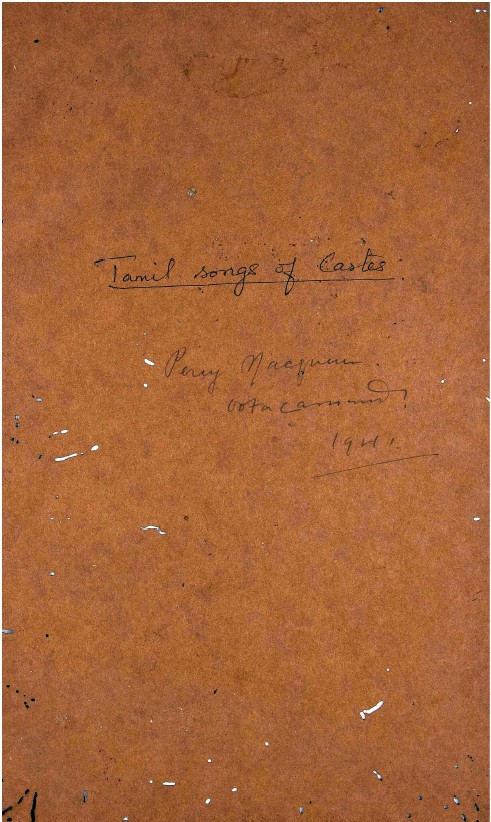 Tamil songs of Castes.
Percy Macqueen.
Ootacamund.
1941.